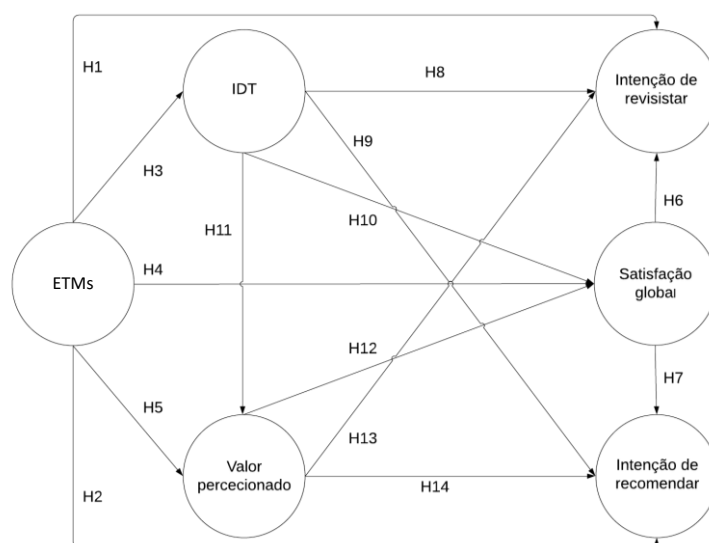 H1
IDT
H8
Intenção de
revisistar
H9
H3
H6
H11
H10
H4
ETMs
Satisfação
global
H12
H7
H5
H13
Valor
percecionado
H14
Intenção de
recomendar
H2